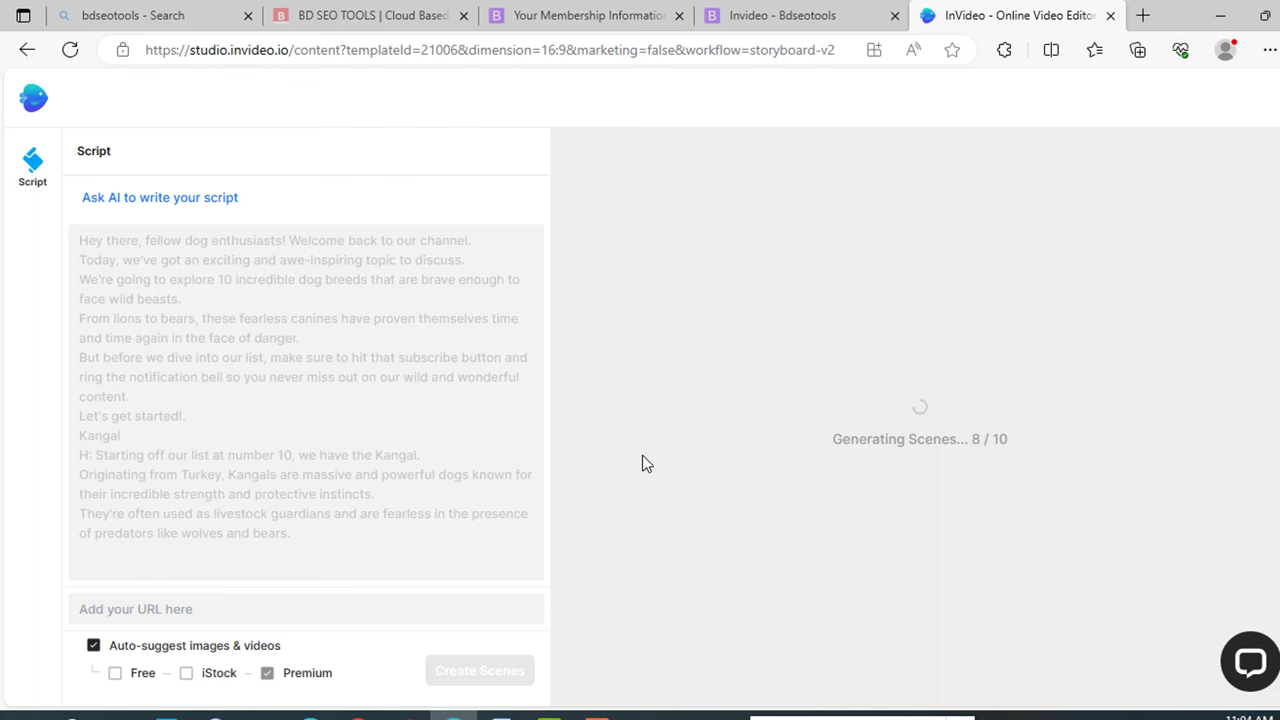 bdseotools - Search
BD SEO TOOLS | Cloud Based
Your Membership Information
Invideo - Bdseotools
InVideo - Online Video Editor
https://studio.invideo.io/content?templateId=21006&dimension=16:9&marketing=false&workflow=storyboard-v2
Script
Script
Ask AI to write your script
Hey there, fellow dog enthusiasts! Welcome back to our channel.
Today, we've got an exciting and awe-inspiring topic to discuss.
We're going to explore 10 incredible dog breeds that are brave enough to
face wild beasts.
From lions to bears, these fearless canines have proven themselves time
and time again in the face of danger.
But before we dive into our list, make sure to hit that subscribe button and
ring the notification bell so you never miss out on our wild and wonderful
content.
Let's get started!.
Kangal
H: Starting off our list at number 10, we have the Kangal.
Originating from Turkey, Kangals are massive and powerful dogs known for
their incredible strength and protective instincts.
They're often used as livestock guardians and are fearless in the presence
of predators like wolves and bears.
Generating Scenes... 8 / 10
Add your URL here
Auto-suggest images & videos
Free
iStock
Premium
Create Scenes
11:04 AM